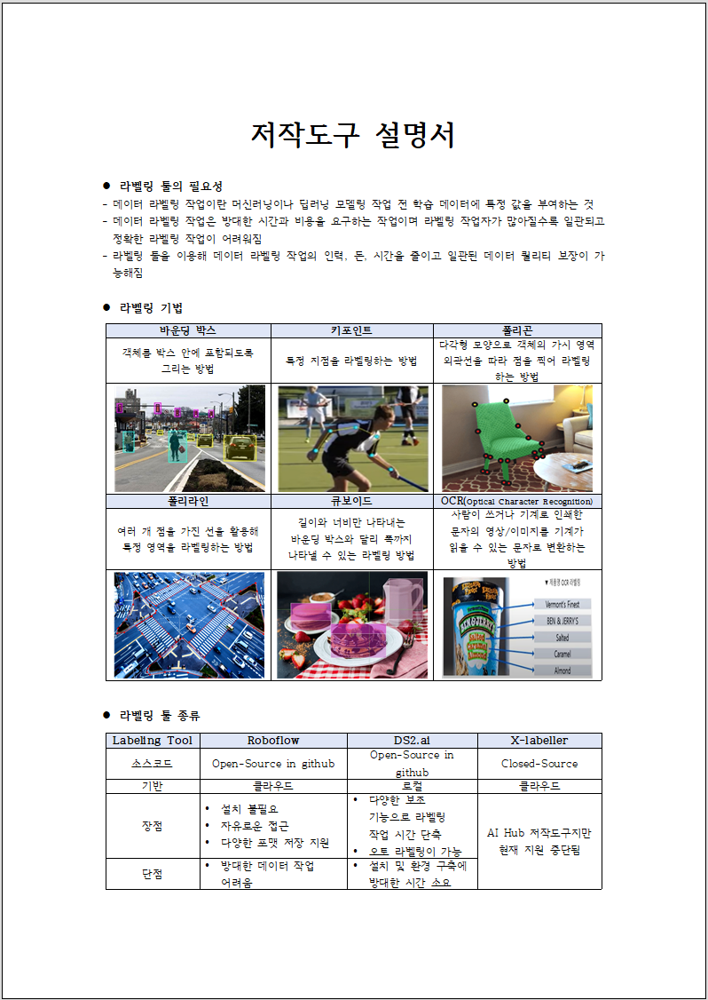 저작도구 설명서
● 라벨링 툴의 필요성
- 데이터 라벨링 작업이란 머신러닝이나 딥러닝 모델링 작업 전 학습 데이터에 특정 값을 부여하는 것
- 데이터 라벨링 작업은 방대한 시간과 비용을 요구하는 작업이며 라벨링 작업자가 많아질수록 일관되고
정확한 라벨링 작업이 어려워짐
- 라벨링 툴을 이용해 데이터 라벨링 작업의 인력, 돈, 시간을 줄이고 일관된 데이터 퀄리티 보장이 가
능해짐
● 라벨링 기법
바운딩 박스 키포인트 폴리곤
객체를 박스 안에 포함되도록
그리는 방법
특정 지점을 라벨링하는 방법
다각형 모양으로 객체의 가시 영역
외곽선을 따라 점을 찍어 라벨링
하는 방법
폴리라인 큐보이드 OCR(Optical Character Recognition)
여러 개 점을 가진 선을 활용해
특정 영역을 라벨링하는 방법
길이와 너비만 나타내는
바운딩 박스와 달리 폭까지
나타낼 수 있는 라벨링 방법
사람이 쓰거나 기계로 인쇄한
문자의 영상/이미지를 기계가
읽을 수 있는 문자로 변환하는
방법
▼ 제품명 OCR 라벨링
BEN & JERRY'S
Salted
Caramel
Almond
Vermont's Finest
BEN & JERRY'S
Salted
Caramel
Almond
● 라벨링 툴 종류
Labeling Tool Roboflow DS2.ai X-labeller
소스코드 Open-Source in github Open-Source in
github
Closed-Source
기반 클라우드 로컬 클라우드
장점
• 설치 불필요
• 자유로운 접근
• 다양한 포맷 저장 지원
• 다양한 보조
기능으로 라벨링
작업 시간 단축
• 오토 라벨링이 가능
AI Hub 저작도구지만
현재 지원 중단됨
단점
• 방대한 데이터 작업
어려움
• 설치 및 환경 구축에
방대한 시간 소요